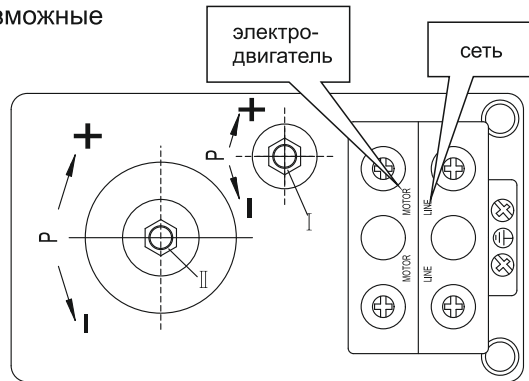 зможные
электро-
двигатель
сеть
+
+
P
P
-
-
I
II
MOTOR
LINE
MOTOR
LINE